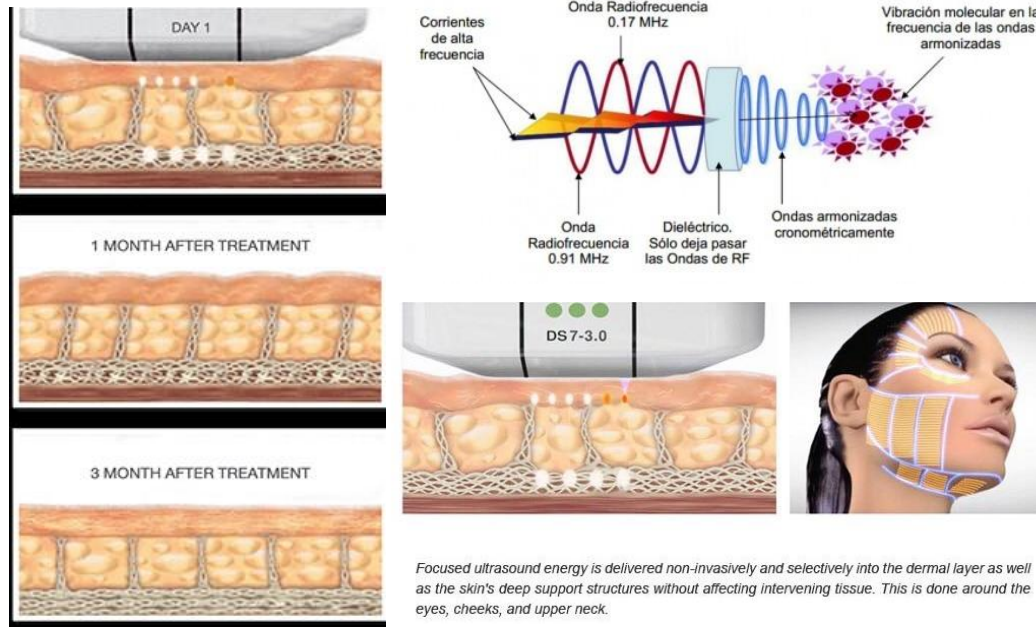 DAY 1
1 MONTH AFTER TREATMENT
3 MONTH AFTER TREATMENT
Corrientes
de alta
frecuencia
Onda Radiofrecuencia
0.17 MHz
Vibración molecular en la
frecuencia de las ondas
armonizadas
Onda
Radiofrecuencia
0.91 MHz
Dieléctrico.
Sólo deja pasar
las Ondas de RF
Ondas armonizadas
cronométricamente
DS7-3.0
Focused ultrasound energy is delivered non-invasively and selectively into the dermal layer as well
as the skin's deep support structures without affecting intervening tissue. This is done around the
eyes, cheeks, and upper neck.